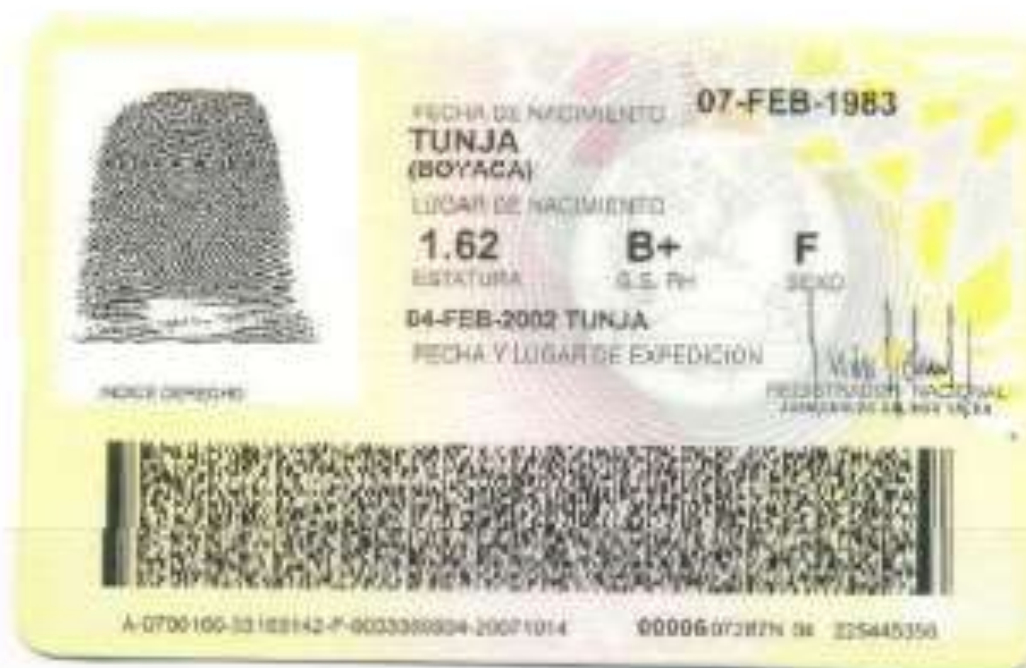 FECHA DE NACIMIENTO 07-FEB-1983
TUNJA
(BOYACA)
LUGAR DE NACIMIENTO
1.62 B+ F
ESTATURA G.S. RH SEXO
04-FEB-2002 TUNJA
FECHA Y LUGAR DE EXPEDICION
INDICE DERECHO
REGISTRADOR NACIONAL